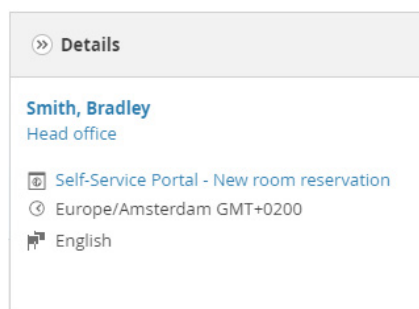 Details
Smith, Bradley
Head office
Self-Service Portal - New room reservation
Europe/Amsterdam GMT+0200
English